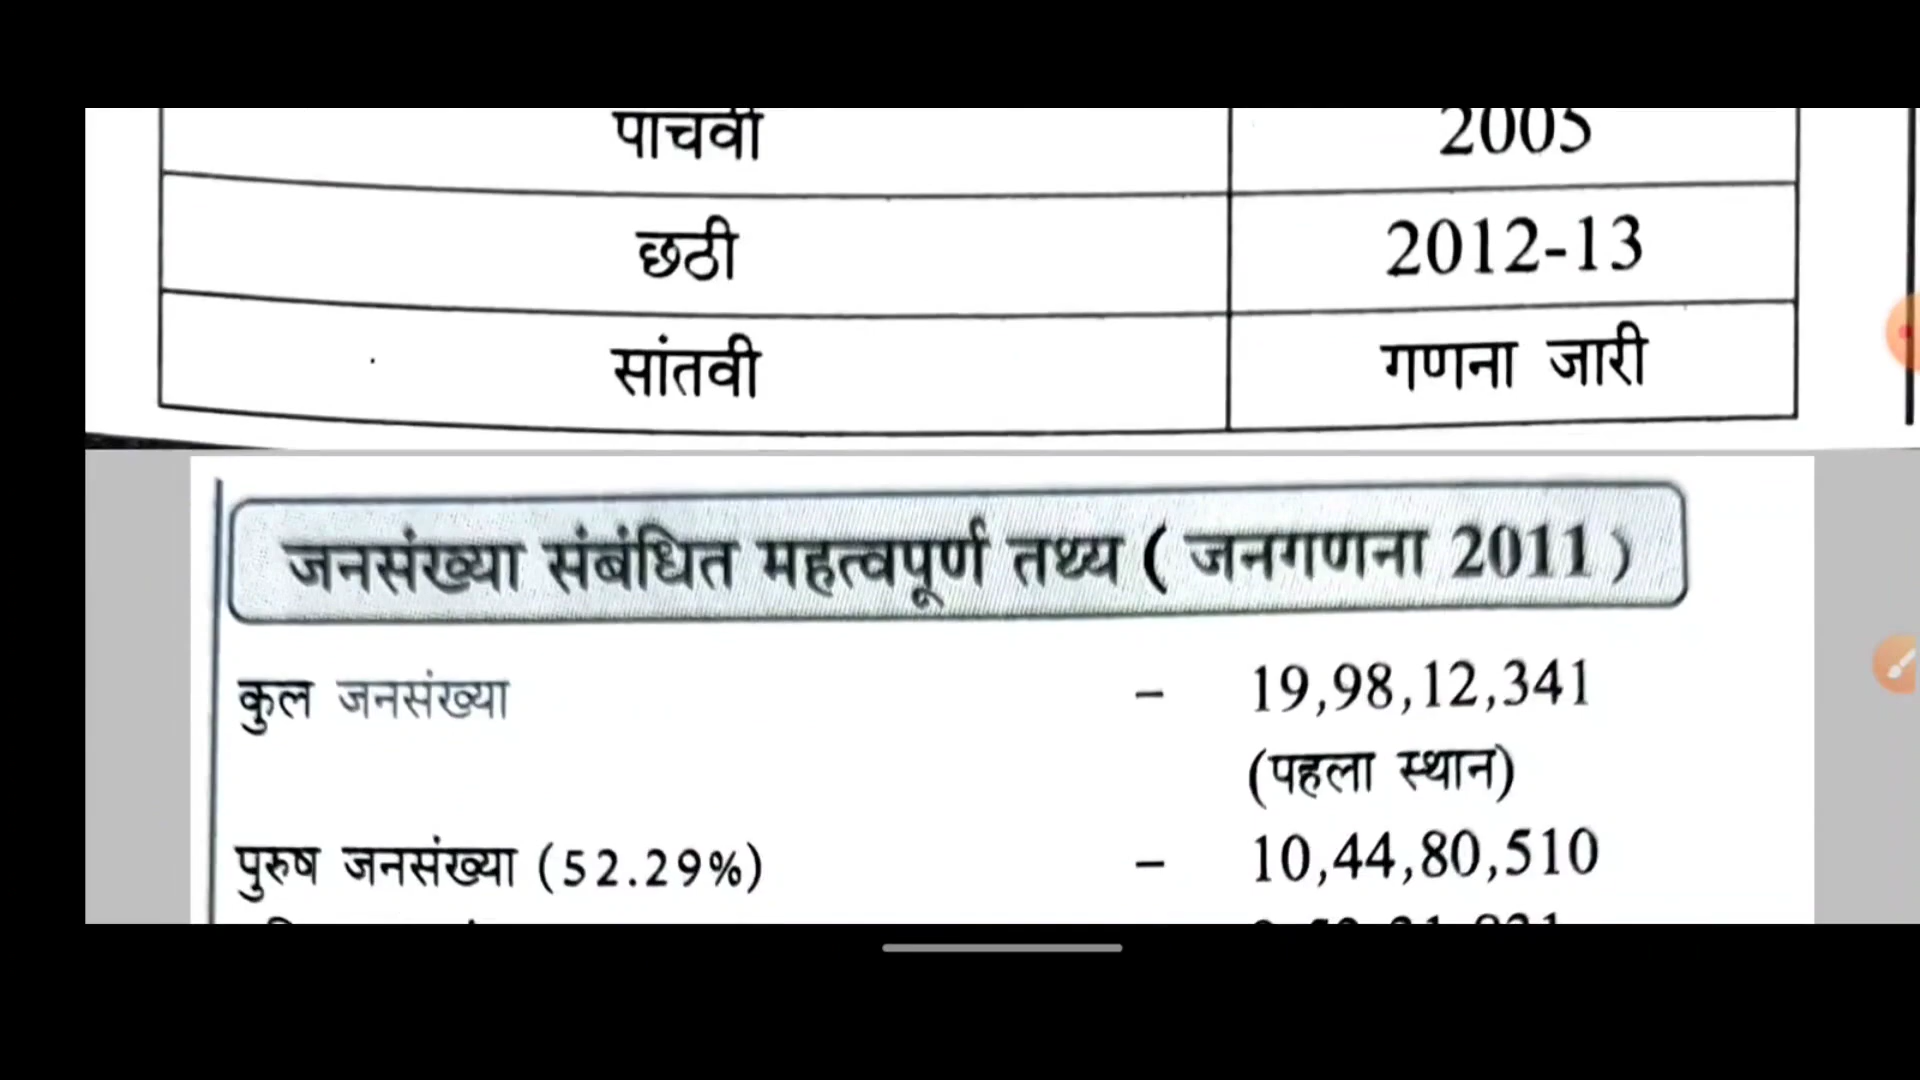 पाचवी 2005
छठी 2012-13
सांतवी गणना जारी
जनसंख्या संबंधित महत्वपूर्ण तथ्य ( जनगणना 2011 )
कुल जनसंख्या - 19,98,12,341
(पहला स्थान)
पुरुष जनसंख्या (52.29%) - 10,44,80,510